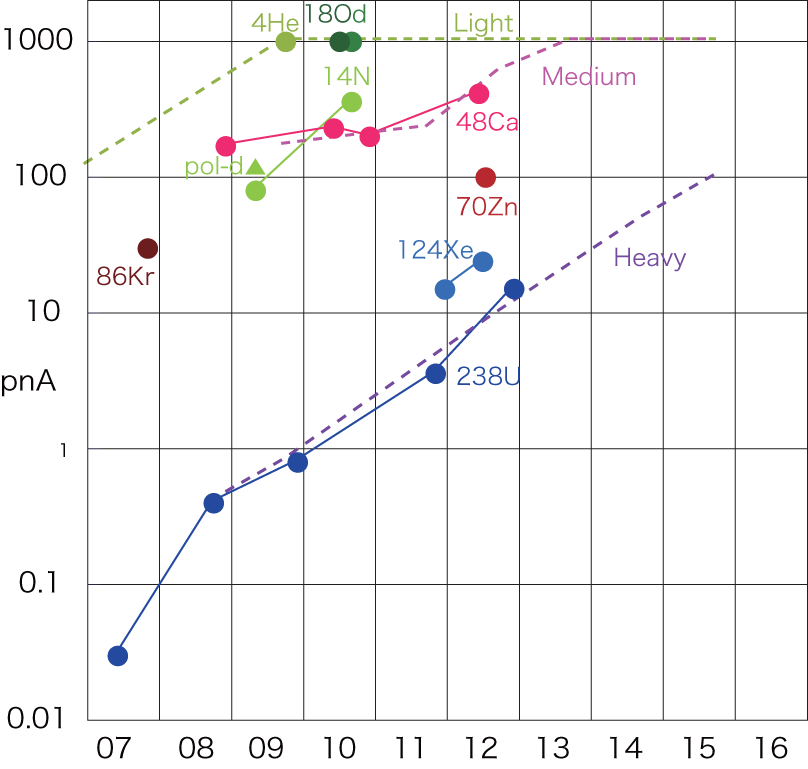 18Od
4He
Light
1000
14N
Medium
48Ca
pol-d
100
70Zn
124Xe
Heavy
86Kr
10
pnA
238U
1
0.1
0.01
07 08 09 10 11 12 13 14 15 16